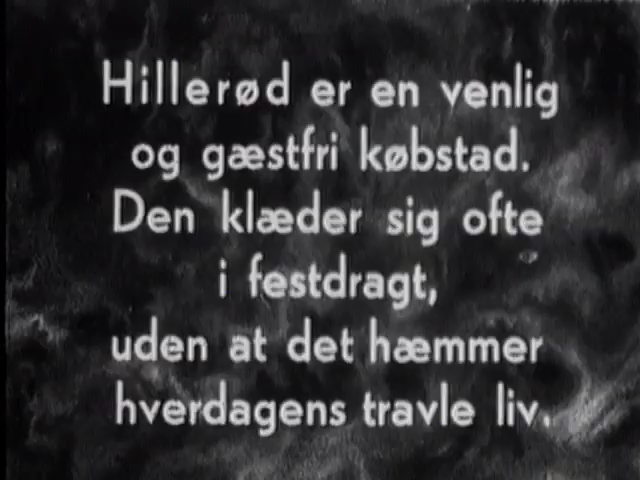 Hillerød er en venlig
og gæstfri købstad.
Den klæder sig ofte
i festdragt,
uden at det hæmmer
hverdagens travle liv.